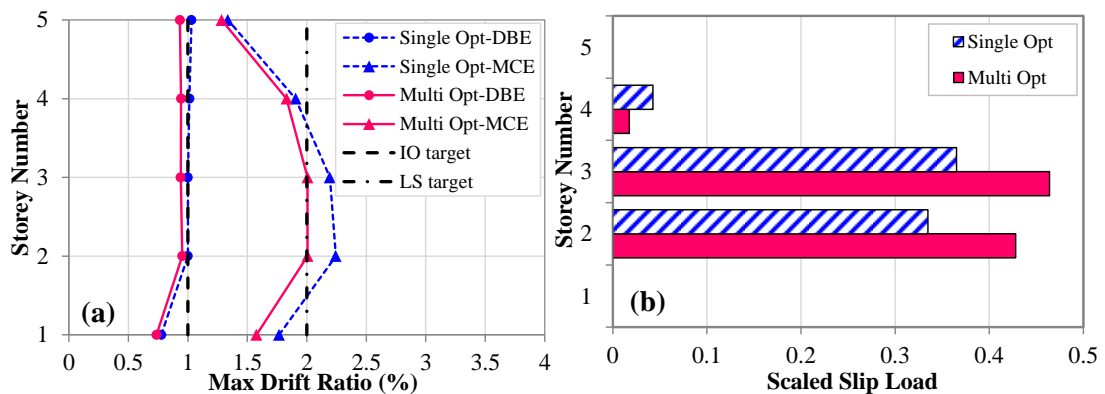 5
4
3
2
1
Storey Number
(a)
0
0.5
1
1.5
2
2.5
3
3.5
4
Max Drift Ratio (%)
Single Opt-DBE
Single Opt-MCE
Multi Opt-DBE
Multi Opt-MCE
IO target
LS target
5
4
3
2
1
Storey Number
(b)
0
0.1
0.2
0.3
0.4
0.5
Scaled Slip Load
Single Opt
Multi Opt